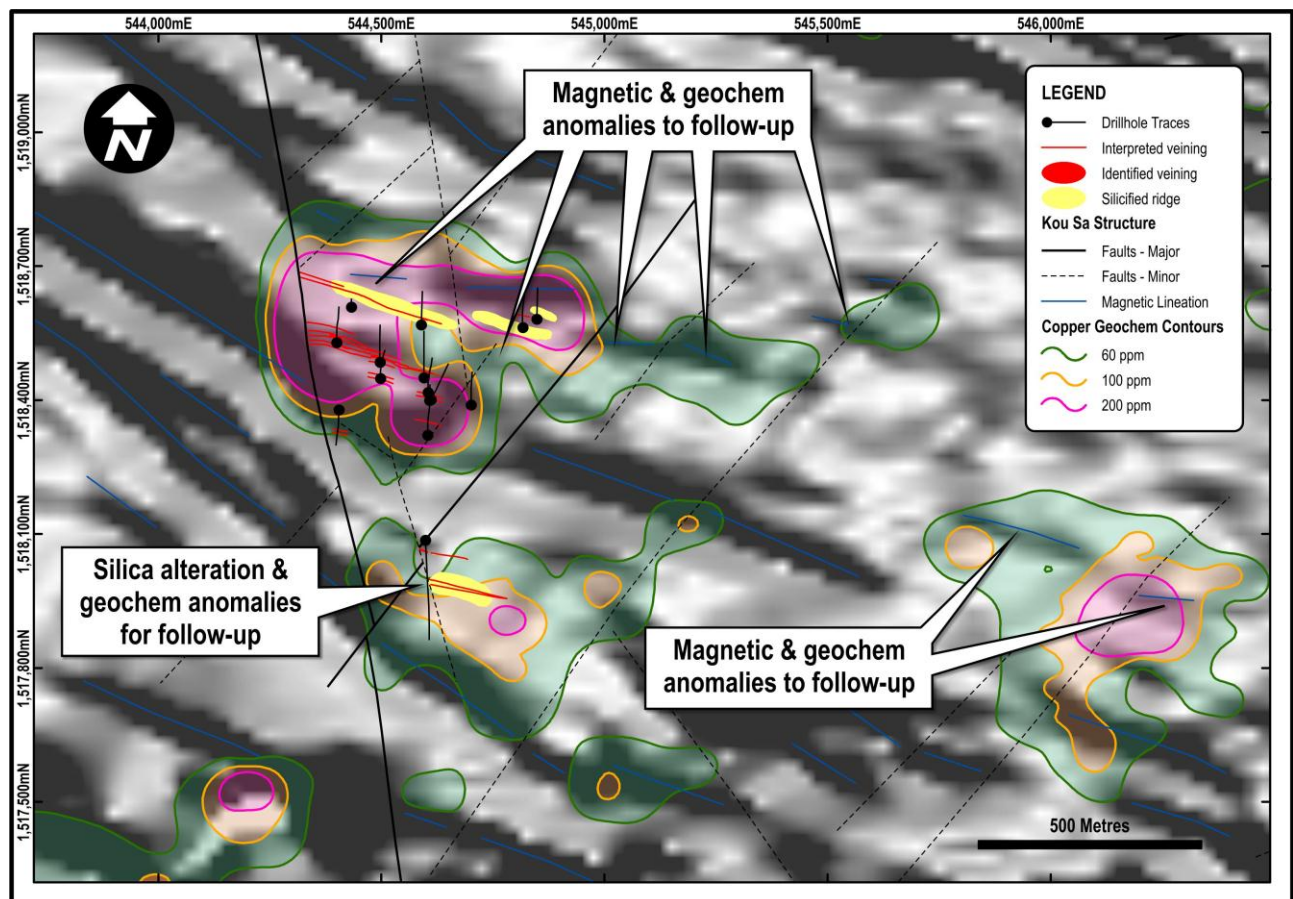 544,000mE
544,500mE
545,000mE
545,500mE
546,000mE
1,519,000mN
1,518,700mN
1,518,400mN
1,518,100mN
1,517,800mN
1,517,500mN
N
Magnetic & geochem
anomalies to follow-up
LEGEND
Drillhole Traces
Interpreted veining
Identified veining
Silicified ridge
Kou Sa Structure
Faults - Major
Faults - Minor
Magnetic Lineation
Copper Geochem Contours
60 ppm
100 ppm
200 ppm
Silica alteration &
geochem anomalies
for follow-up
Magnetic & geochem
anomalies to follow-up
500 Metres